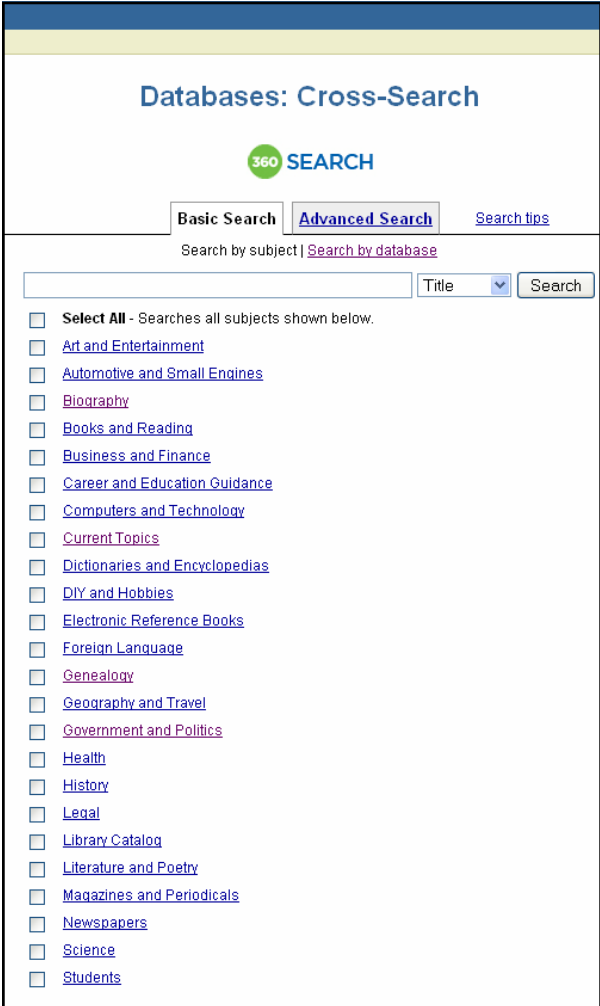 Databases: Cross-Search
360 SEARCH
Basic Search Advanced Search Search tips
Search by subject | Search by database
Title Search
Select All - Searches all subjects shown below.
Art and Entertainment
Automotive and Small Engines
Biography
Books and Reading
Business and Finance
Career and Education Guidance
Computers and Technology
Current Topics
Dictionaries and Encyclopedias
DIY and Hobbies
Electronic Reference Books
Foreign Language
Genealogy
Geography and Travel
Government and Politics
Health
History
Legal
Library Catalog
Literature and Poetry
Magazines and Periodicals
Newspapers
Science
Students